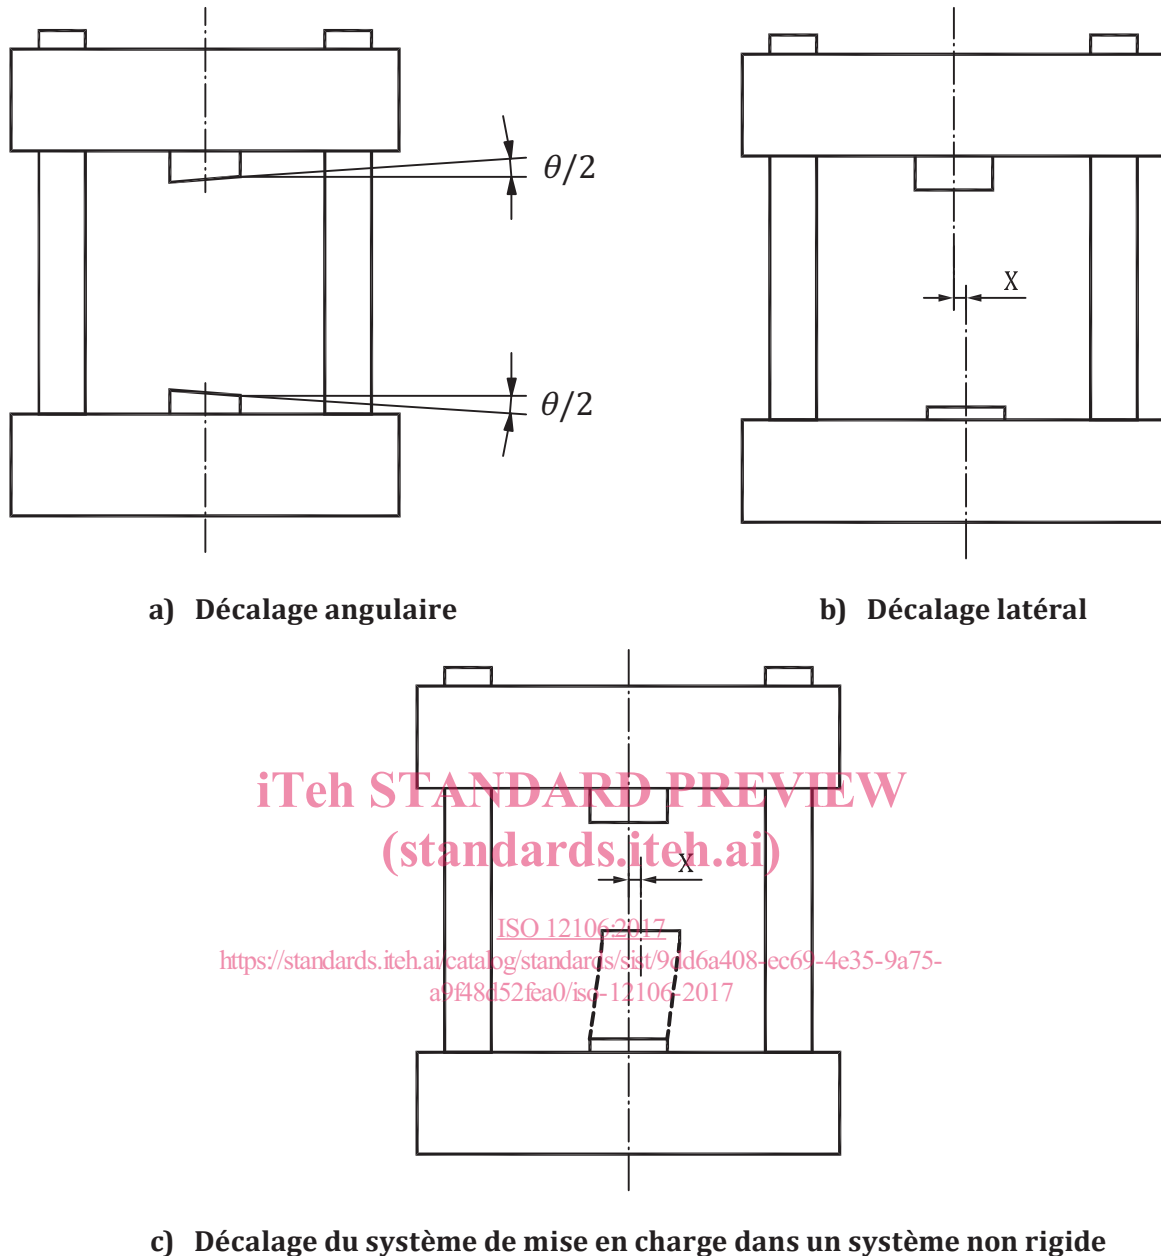 θ/2
θ/2
X
a) Décalage angulaire
b) Décalage latéral
iTeh STANDARD PREVIEW
(standards.iteh.ai)
X
ISO 12106:2017
https://standards.iteh.ai/catalog/standards/sist/9dd6a408-ec69-4e35-9a75-
a9f48d52fea0/iso-12106-2017
c) Décalage du système de mise en charge dans un système non rigide